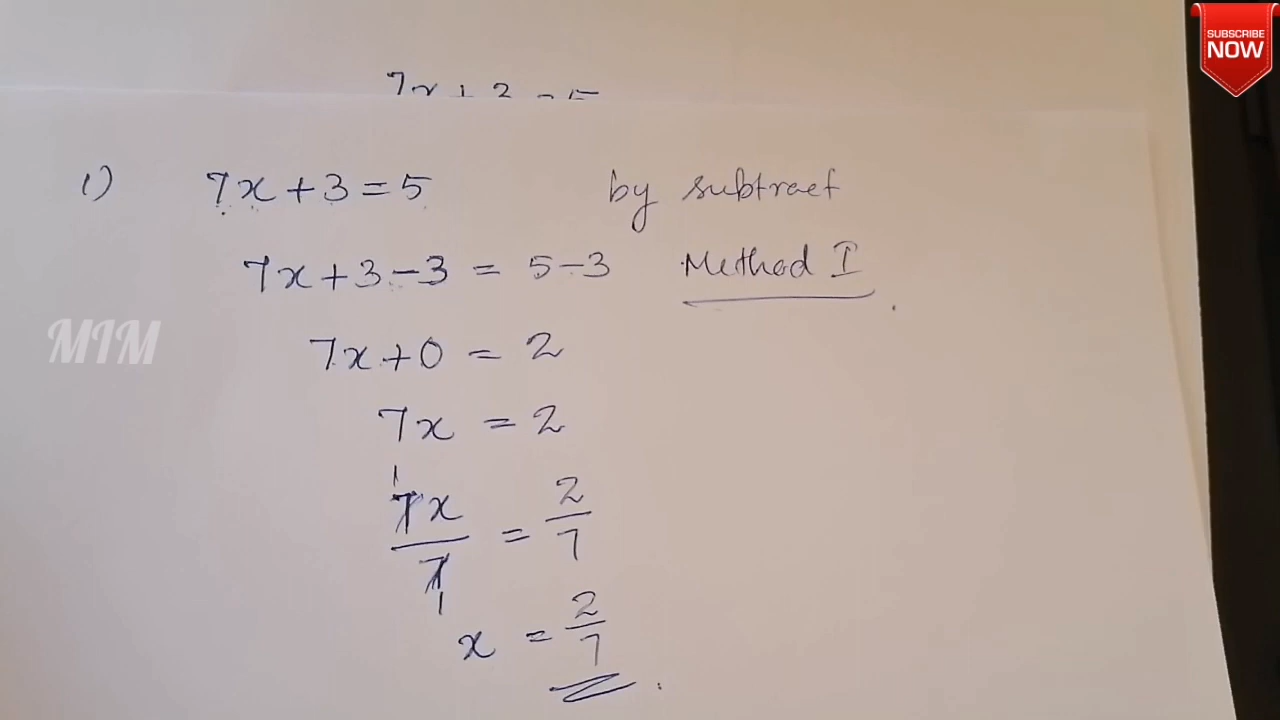 SUBSCRIBE
NOW
1) 7x+3=5 by subtract
7x+3-3 = 5-3 Method I
MIM
7x+0 = 2
7x = 2
7x/7 = 2/7
x = 2/7